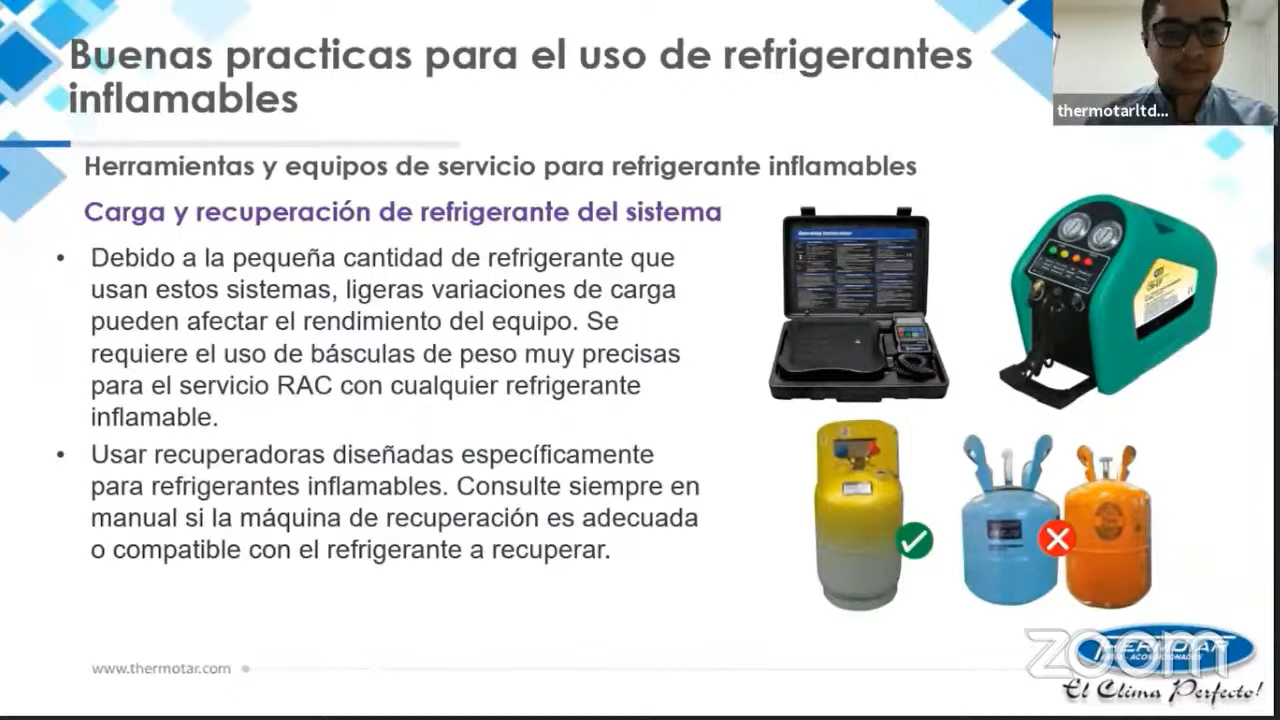 Buenas practicas para el uso de refrigerantes
inflamables
thermotarltd...
Herramientas y equipos de servicio para refrigerante inflamables
Carga y recuperación de refrigerante del sistema
• Debido a la pequeña cantidad de refrigerante que
usan estos sistemas, ligeras variaciones de carga
pueden afectar el rendimiento del equipo. Se
requiere el uso de básculas de peso muy precisas
para el servicio RAC con cualquier refrigerante
inflamable.
• Usar recuperadoras diseñadas específicamente
para refrigerantes inflamables. Consulte siempre en
manual si la máquina de recuperación es adecuada
o compatible con el refrigerante a recuperar.
www.thermotar.com
zoom
THERMOTAR
El Clima Perfecto!